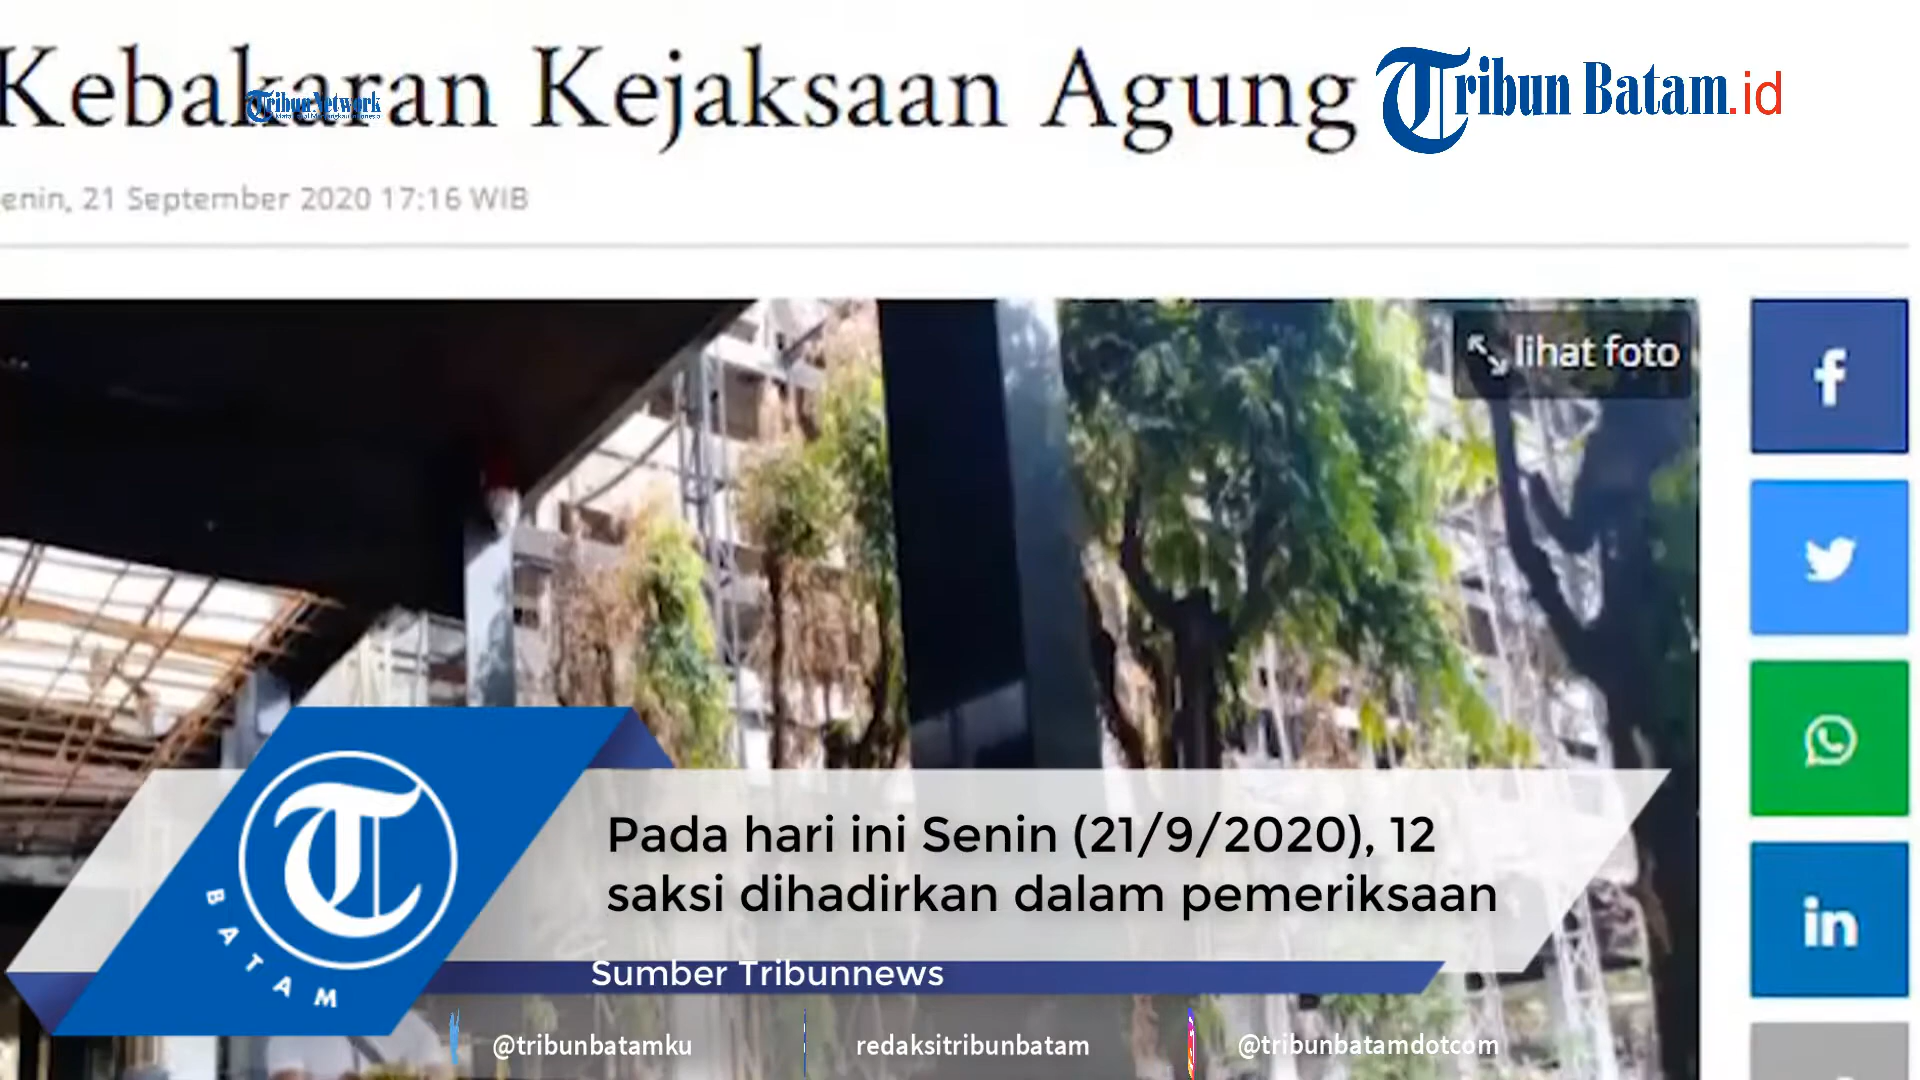 Kebakaran Kejaksaan Agung
Tribun Batam.id
Tribun Network
enin, 21 September 2020 17:16 WIB
lihat foto
Pada hari ini Senin (21/9/2020), 12
saksi dihadirkan dalam pemeriksaan
BATAM
Sumber Tribunnews
@tribunbatamku
redaksitribunbatam
@tribunbatamdotcom